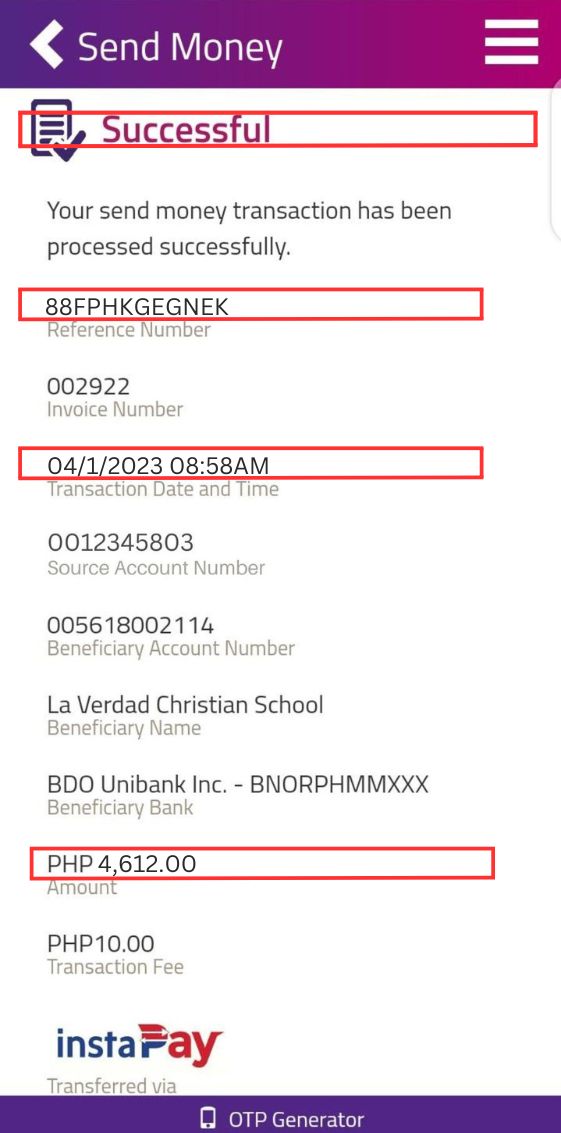 Send Money
Successful
Your send money transaction has been
processed successfully.
88FPHKGEGNEK
Reference Number
002922
Invoice Number
04/1/2023 08:58AM
Transaction Date and Time
0012345803
Source Account Number
005618002114
Beneficiary Account Number
La Verdad Christian School
Beneficiary Name
BDO Unibank Inc. - BNORPHMMXXX
Beneficiary Bank
PHP 4,612.00
Amount
PHP10.00
Transaction Fee
instaPay
Transferred via
OTP Generator